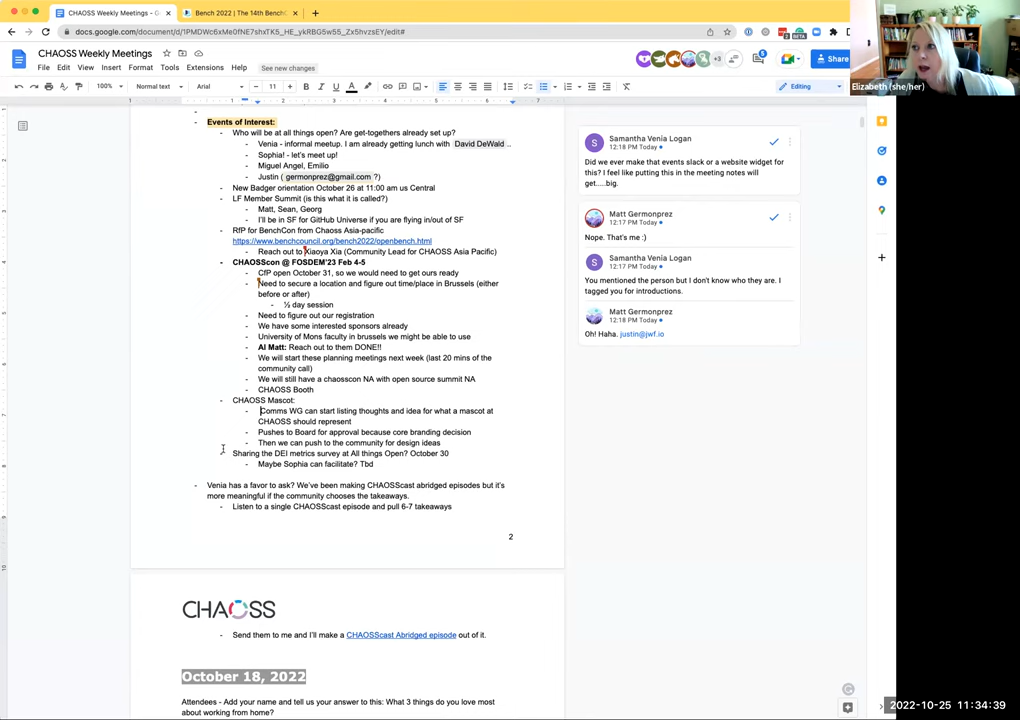 CHAOSS Weekly Meetings - G
Bench 2022 | The 14th Bench
docs.google.com/document/d/1PMDWc6xMe0fNE7shxTK5_HE_ykRBG5w55_Zx5hvzsEY/edit#
CHAOSS Weekly Meetings
File Edit View Insert Format Tools Extensions Help See new changes
+3
Share
100% Normal text Arial 11 B I U A Editing
Elizabeth (she/her)
Events of Interest:
- Who will be at all things open? Are get-togethers already set up?
- Venia - informal meetup. I am already getting lunch with David DeWald ..
- Sophia! - let's meet up!
- Miguel Angel, Emilio
- Justin ( germonprez@gmail.com ?)
- New Badger orientation October 26 at 11:00 am us Central
- LF Member Summit (is this what it is called?)
- Matt, Sean, Georg
- I'll be in SF for GitHub Universe if you are flying in/out of SF
- RfP for BenchCon from Chaoss Asia-pacific
https://www.benchcouncil.org/bench2022/openbench.html
- Reach out to Xiaoya Xia (Community Lead for CHAOSS Asia Pacific)
- CHAOSScon @ FOSDEM'23 Feb 4-5
- CfP open October 31, so we would need to get ours ready
- Need to secure a location and figure out time/place in Brussels (either
before or after)
- ½ day session
- Need to figure out our registration
- We have some interested sponsors already
- University of Mons faculty in brussels we might be able to use
- AI Matt: Reach out to them DONE!!
- We will start these planning meetings next week (last 20 mins of the
community call)
- We will still have a chaosscon NA with open source summit NA
- CHAOSS Booth
- CHAOSS Mascot:
- Comms WG can start listing thoughts and idea for what a mascot at
CHAOSS should represent
- Pushes to Board for approval because core branding decision
- Then we can push to the community for design ideas
- Sharing the DEI metrics survey at All things Open? October 30
- Maybe Sophia can facilitate? Tbd
- Venia has a favor to ask? We've been making CHAOSScast abridged episodes but it's
more meaningful if the community chooses the takeaways.
- Listen to a single CHAOSScast episode and pull 6-7 takeaways
2
CHAOSS
- Send them to me and I'll make a CHAOSScast Abridged episode out of it.
October 18, 2022
Attendees - Add your name and tell us your answer to this: What 3 things do you love most
about working from home?
S Samantha Venia Logan
12:18 PM Today
Did we ever make that events slack or a website widget for
this? I feel like putting this in the meeting notes will
get.....big.
Matt Germonprez
12:17 PM Today
Nope. That's me :)
S Samantha Venia Logan
12:17 PM Today
You mentioned the person but I don't know who they are. I
tagged you for introductions.
Matt Germonprez
12:18 PM Today
Oh! Haha. justin@jwf.io
2022-10-25 11:34:39